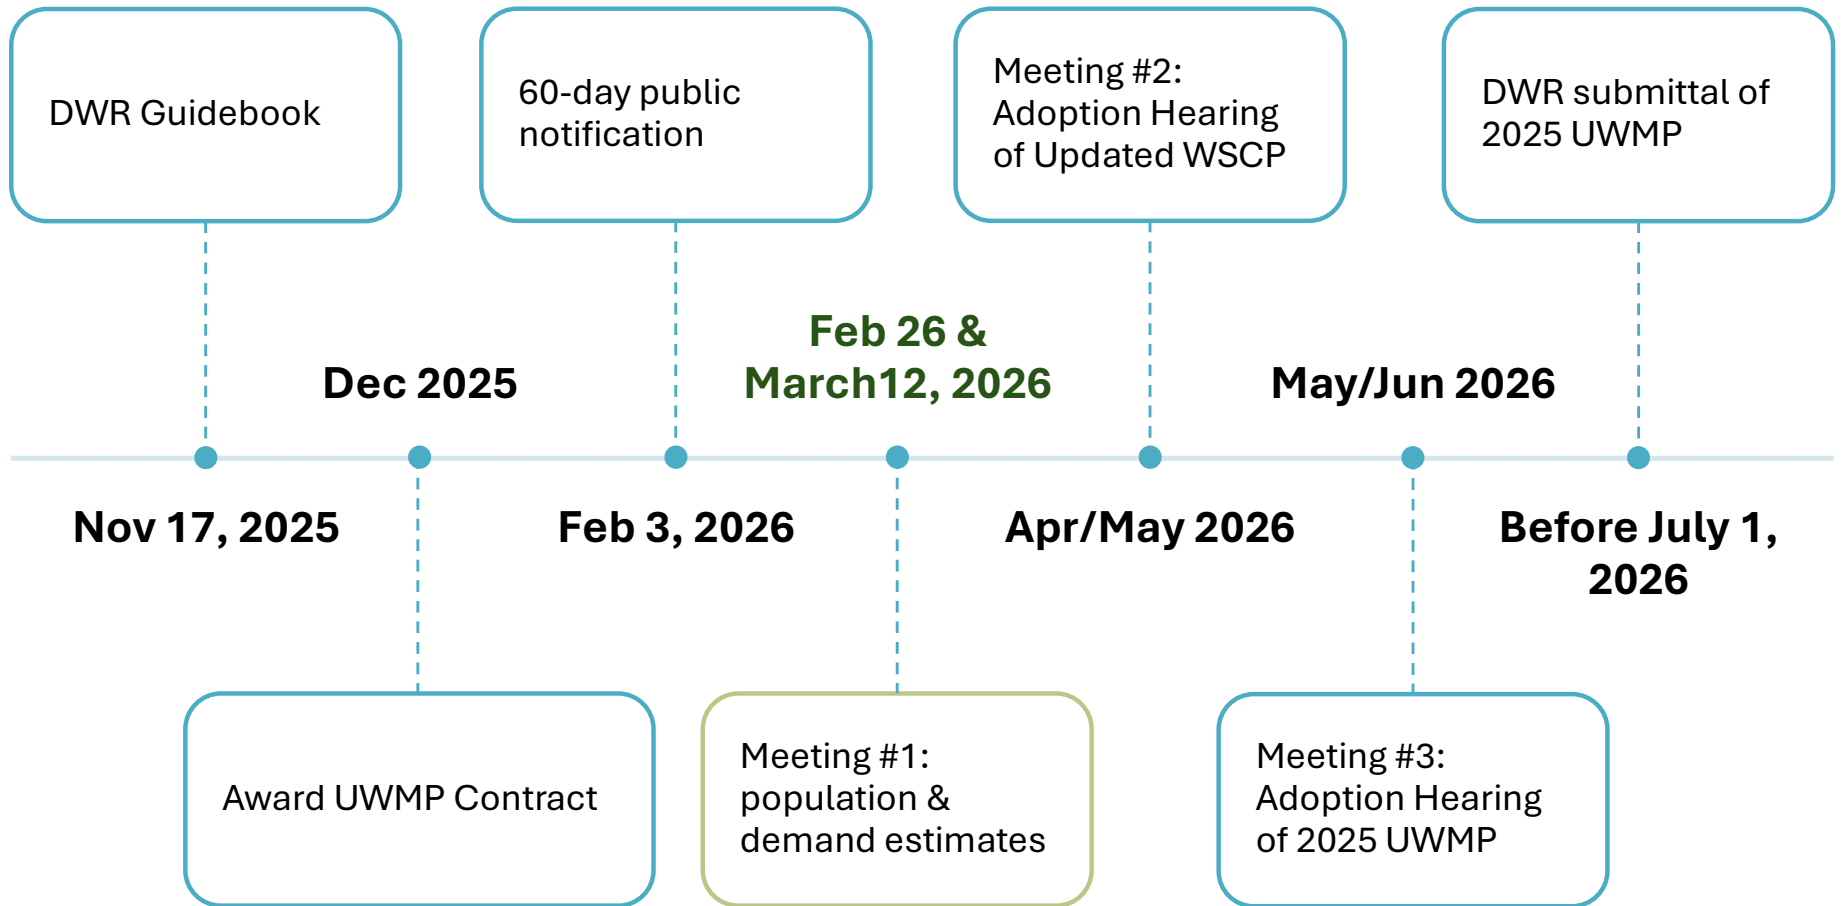 DWR Guidebook
60-day public
notification
Meeting #2:
Adoption Hearing
of Updated WSCP
DWR submittal of
2025 UWMP
Dec 2025
Feb 26 &
March12, 2026
May/Jun 2026
Nov 17, 2025
Feb 3, 2026
Apr/May 2026
Before July 1,
2026
Award UWMP Contract
Meeting #1:
population &
demand estimates
Meeting #3:
Adoption Hearing
of 2025 UWMP